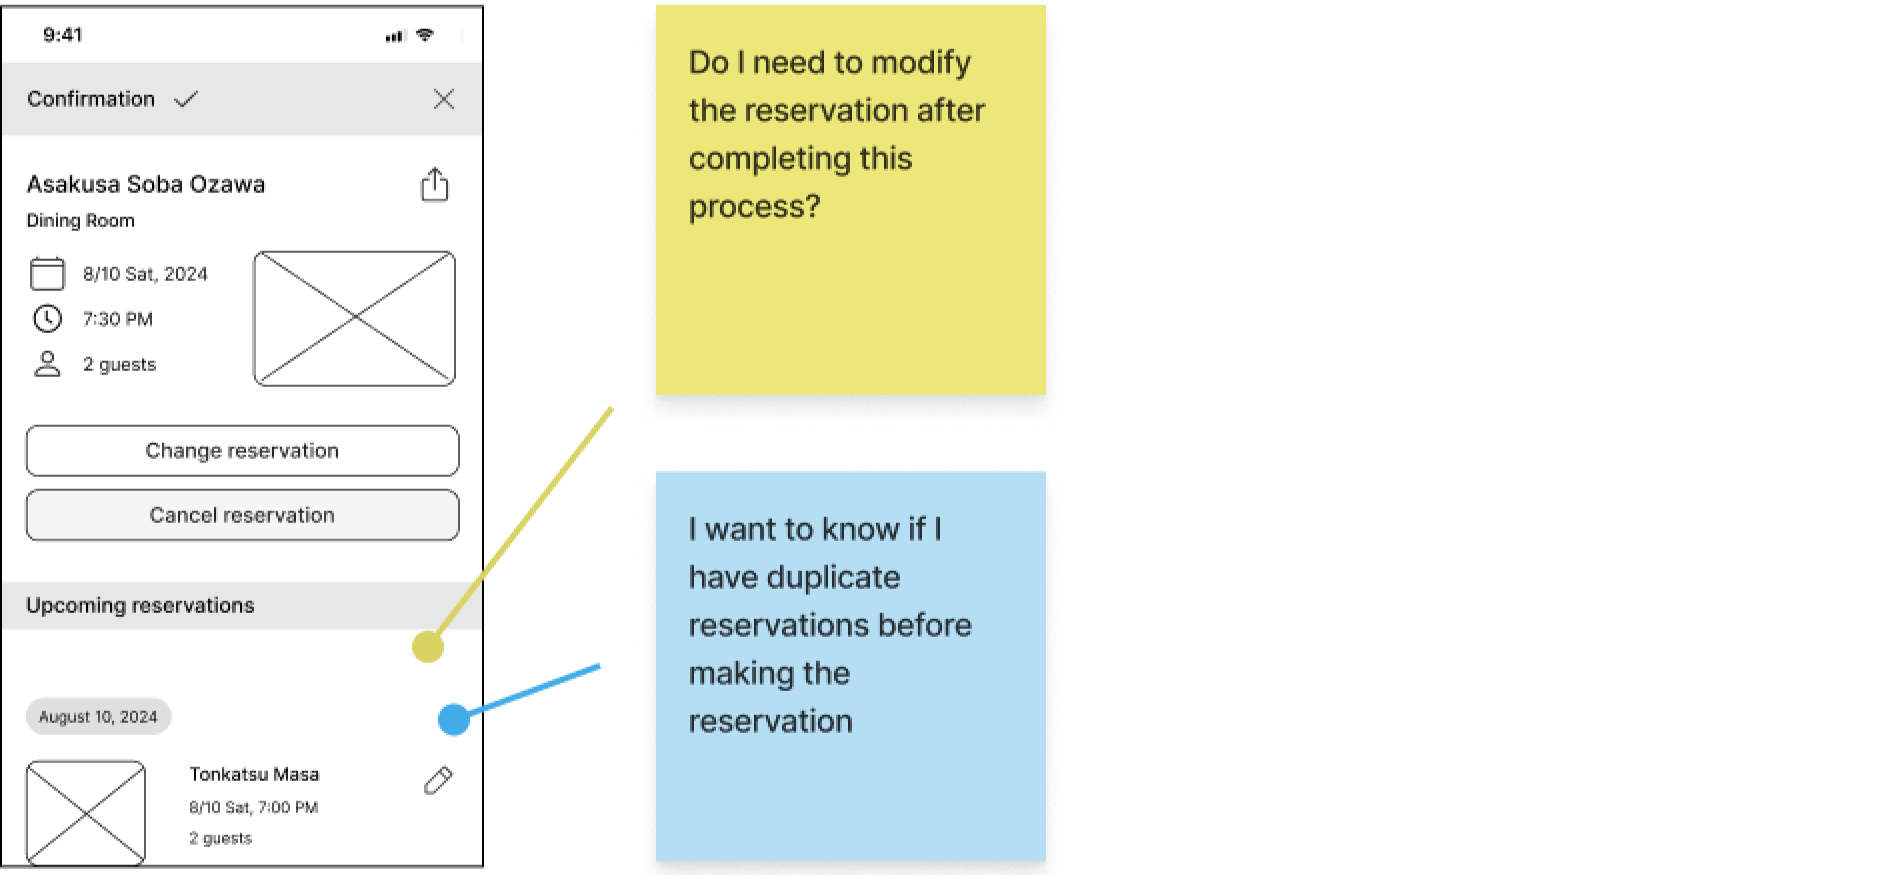 9:41
Confirmation
Asakusa Soba Ozawa
Dining Room
8/10 Sat, 2024
7:30 PM
2 guests
Change reservation
Cancel reservation
Upcoming reservations
August 10, 2024
Tonkatsu Masa
8/10 Sat, 7:00 PM
2 guests
Do I need to modify
the reservation after
completing this
process?
I want to know if I
have duplicate
reservations before
making the
reservation